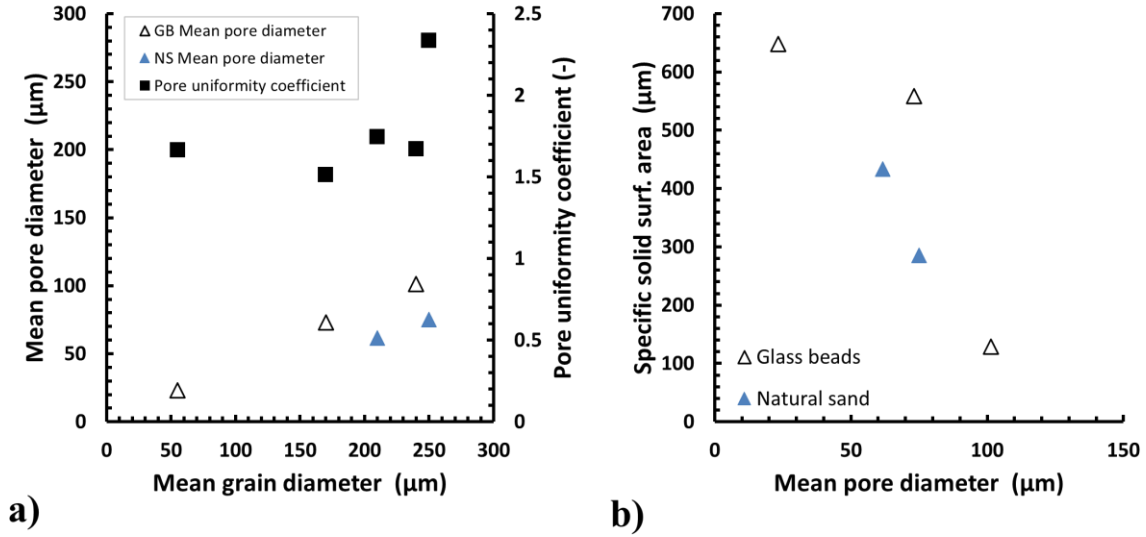 300
250
200
150
100
50
0
Mean pore diameter (µm)
GB Mean pore diameter
NS Mean pore diameter
Pore uniformity coefficient
2.5
2
1.5
1
0.5
0
Pore uniformity coefficient (-)
0 50 100 150 200 250 300
Mean grain diameter (µm)
a)
700
600
500
400
300
200
100
0
Specific solid surf. area (µm)
Glass beads
Natural sand
0 50 100 150
Mean pore diameter (µm)
b)